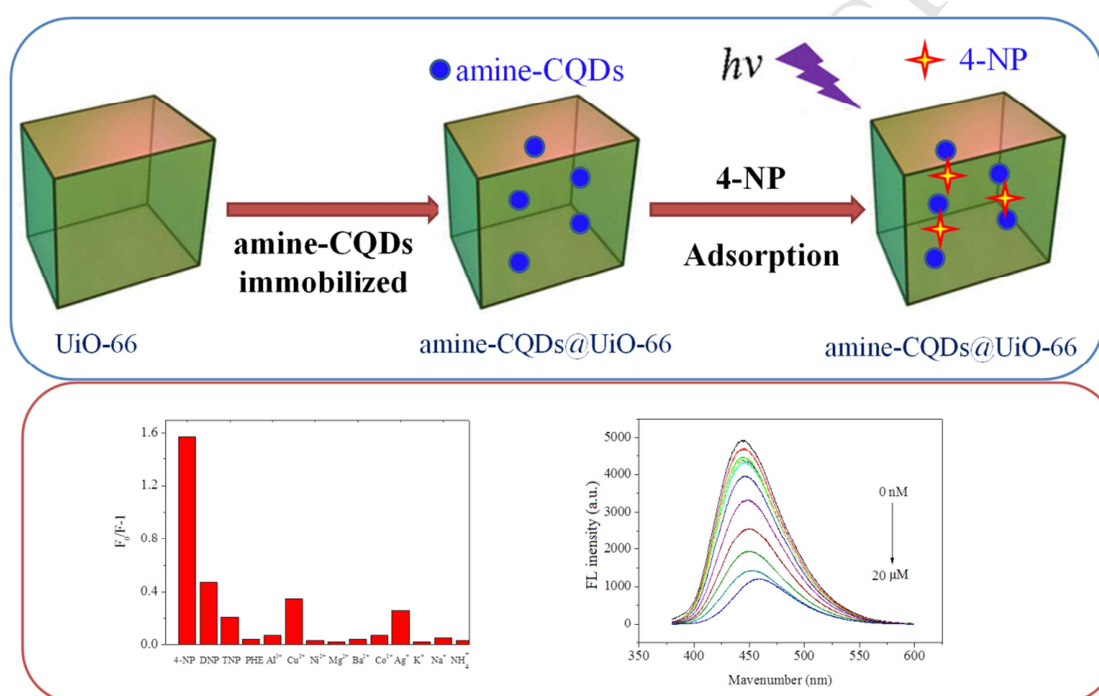 hν
4-NP
amine-CQDs
4-NP
amine-CQDs
immobilized
Adsorption
UiO-66
amine-CQDs@UiO-66
amine-CQDs@UiO-66
F₀/F-1
1.6
1.2
0.8
0.4
0.0
4-NP DNP TNP PHE Al³⁺ Cu²⁺ Ni²⁺ Mg²⁺ Ba²⁺ Co²⁺ Ag⁺ K⁺ Na⁺ NH₄⁺
FL inensity (a.u.)
5000
4000
3000
2000
1000
0
0 nM
20 μM
350 400 450 500 550 600
Mavenumber (nm)